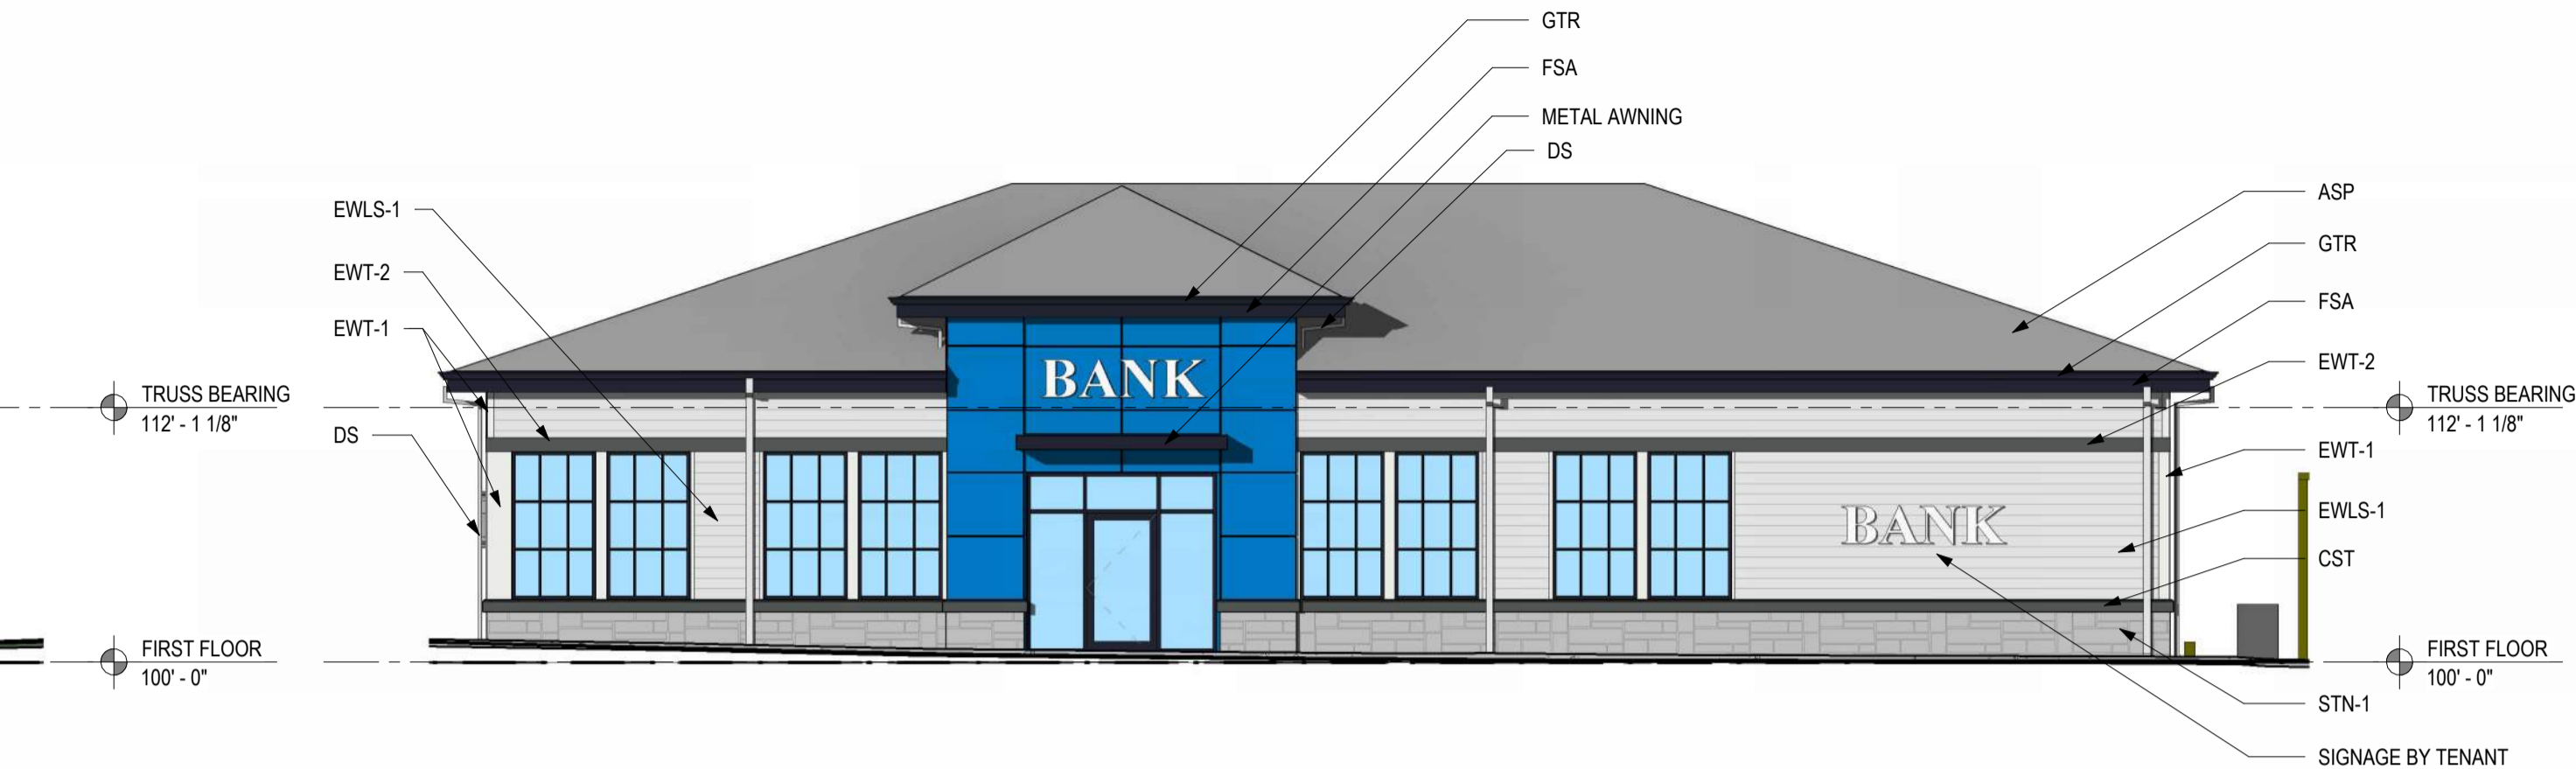 GTR
FSA
METAL AWNING
DS
ASP
EWLS-1
GTR
EWT-2
FSA
EWT-1
EWT-2
BANK
TRUSS BEARING
112' - 1 1/8"
TRUSS BEARING
112' - 1 1/8"
DS
EWT-1
EWLS-1
BANK
CST
FIRST FLOOR
100' - 0"
FIRST FLOOR
100' - 0"
STN-1
SIGNAGE BY TENANT